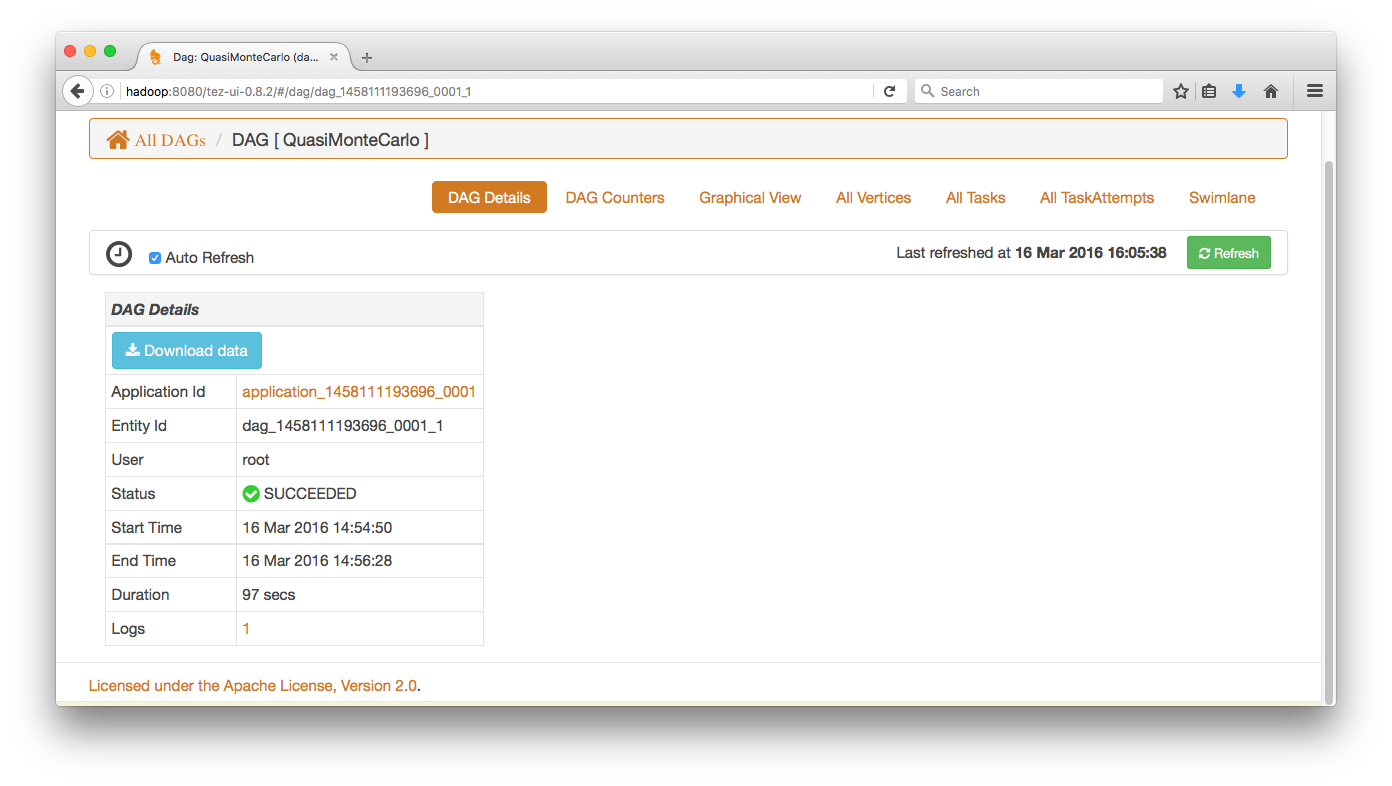 Dag: QuasiMonteCarlo (da...
hadoop:8080/tez-ui-0.8.2/#/dag/dag_1458111193696_0001_1
Search
All DAGs / DAG [ QuasiMonteCarlo ]
DAG Details DAG Counters Graphical View All Vertices All Tasks All TaskAttempts Swimlane
Auto Refresh Last refreshed at 16 Mar 2016 16:05:38 Refresh
DAG Details
Download data
Application Id application_1458111193696_0001
Entity Id dag_1458111193696_0001_1
User root
Status SUCCEEDED
Start Time 16 Mar 2016 14:54:50
End Time 16 Mar 2016 14:56:28
Duration 97 secs
Logs 1
Licensed under the Apache License, Version 2.0.